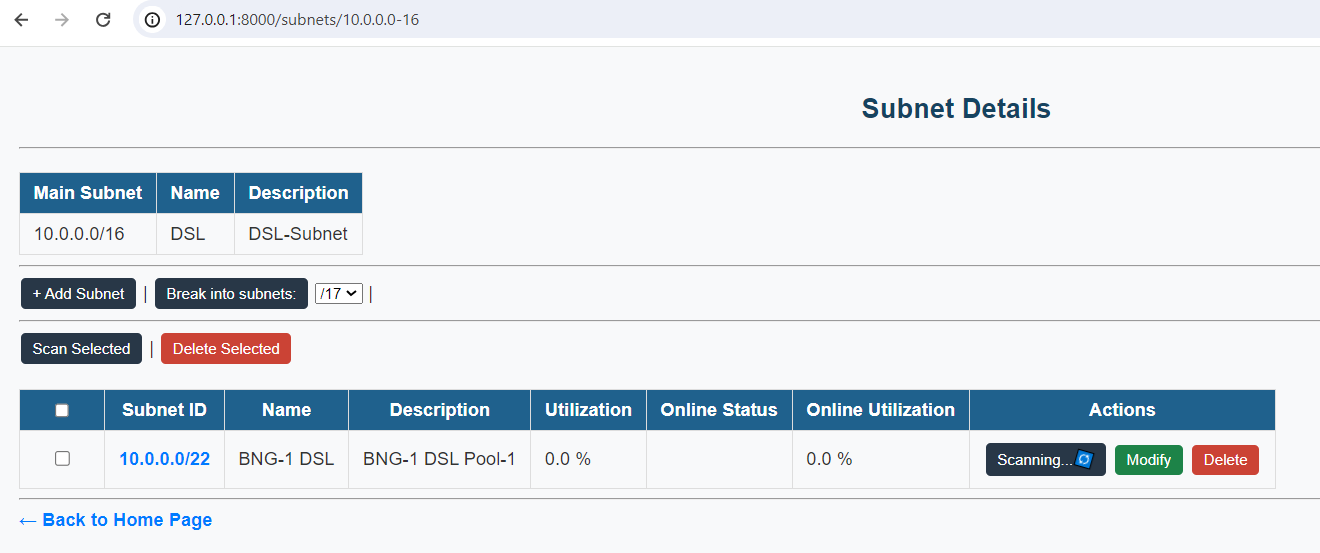 127.0.0.1:8000/subnets/10.0.0.0-16
Subnet Details
Main Subnet Name Description
10.0.0.0/16 DSL DSL-Subnet
+ Add Subnet | Break into subnets: /17 |
Scan Selected | Delete Selected
Subnet ID Name Description Utilization Online Status Online Utilization Actions
10.0.0.0/22 BNG-1 DSL BNG-1 DSL Pool-1 0.0 % 0.0 % Scanning... Modify Delete
← Back to Home Page